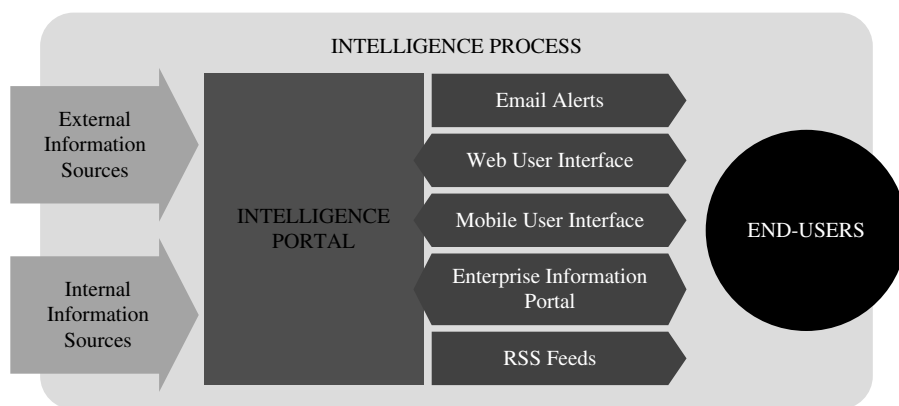 INTELLIGENCE PROCESS
External
Information
Sources
Internal
Information
Sources
INTELLIGENCE
PORTAL
Email Alerts
Web User Interface
Mobile User Interface
Enterprise Information
Portal
RSS Feeds
END-USERS